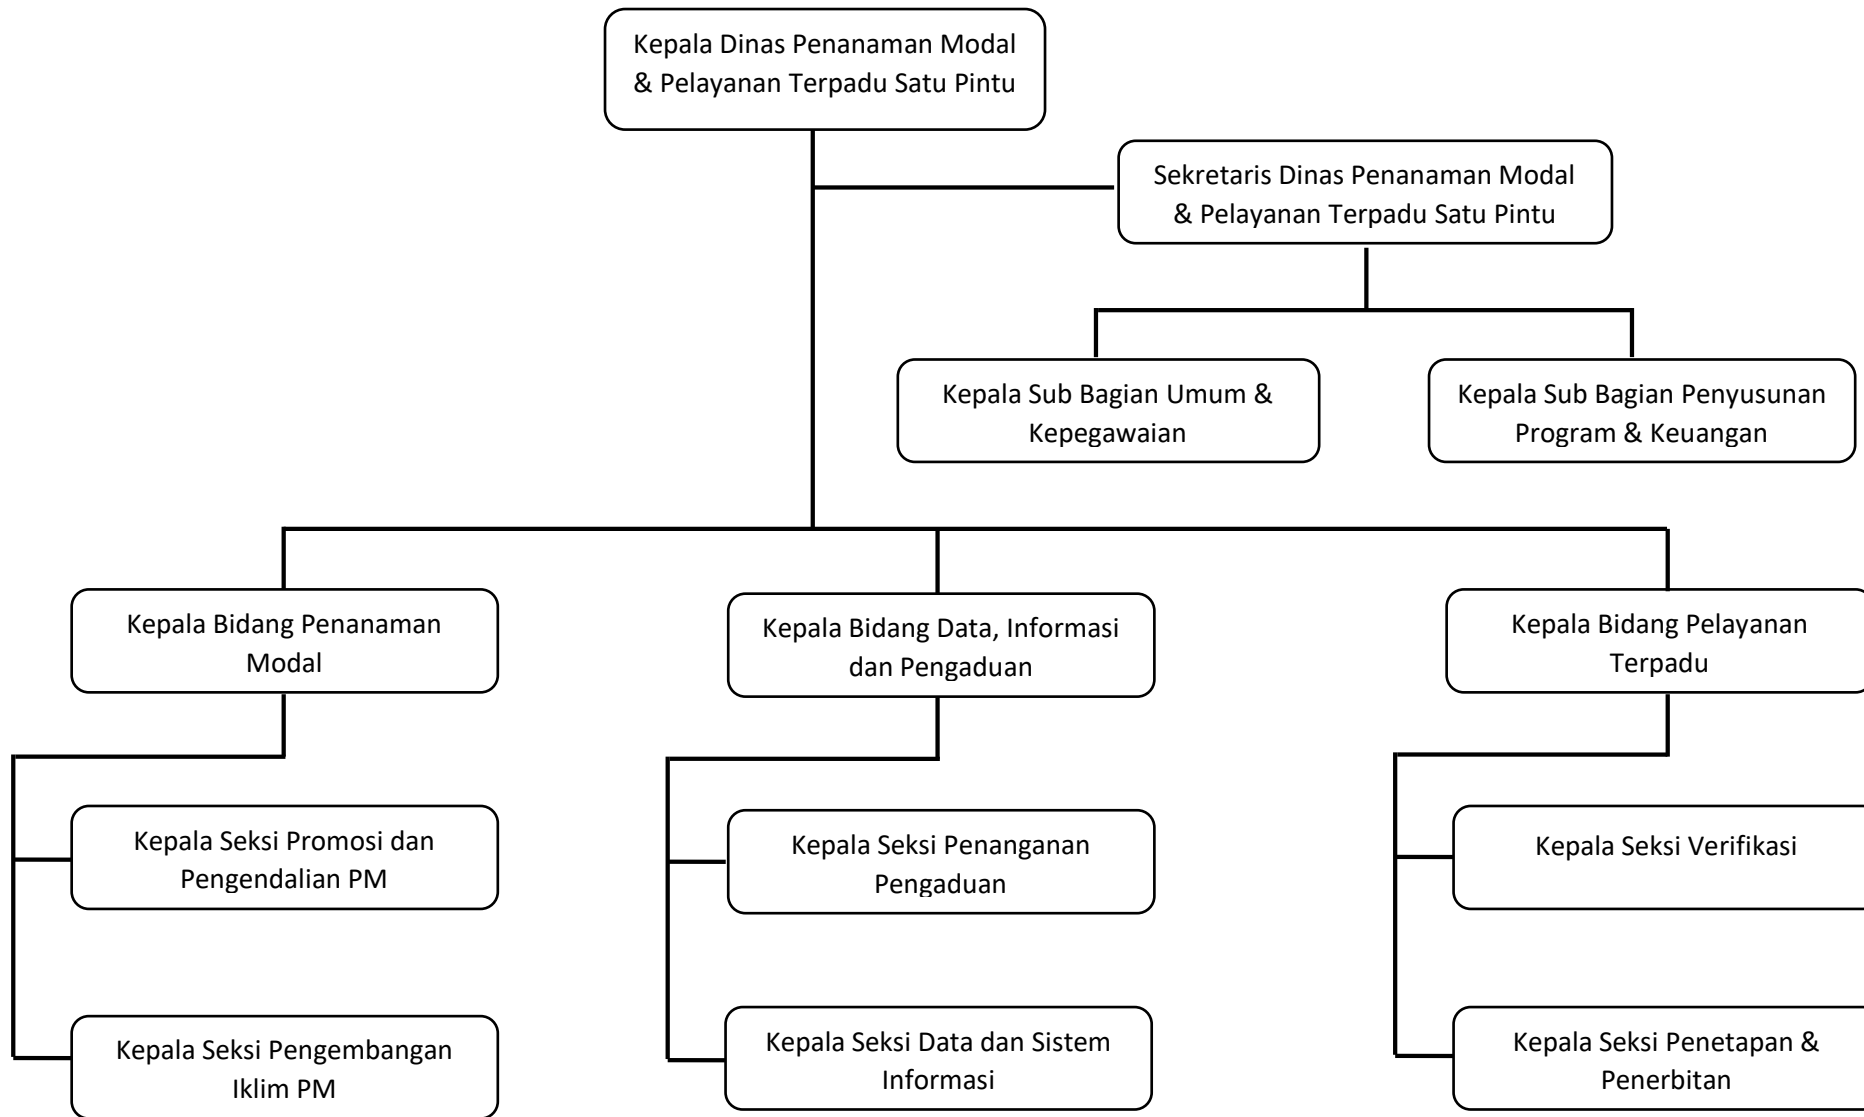 Kepala Dinas Penanaman Modal
& Pelayanan Terpadu Satu Pintu
Sekretaris Dinas Penanaman Modal
& Pelayanan Terpadu Satu Pintu
Kepala Sub Bagian Umum &
Kepegawaian
Kepala Sub Bagian Penyusunan
Program & Keuangan
Kepala Bidang Penanaman
Modal
Kepala Bidang Data, Informasi
dan Pengaduan
Kepala Bidang Pelayanan
Terpadu
Kepala Seksi Promosi dan
Pengendalian PM
Kepala Seksi Penanganan
Pengaduan
Kepala Seksi Verifikasi
Kepala Seksi Pengembangan
Iklim PM
Kepala Seksi Data dan Sistem
Informasi
Kepala Seksi Penetapan &
Penerbitan